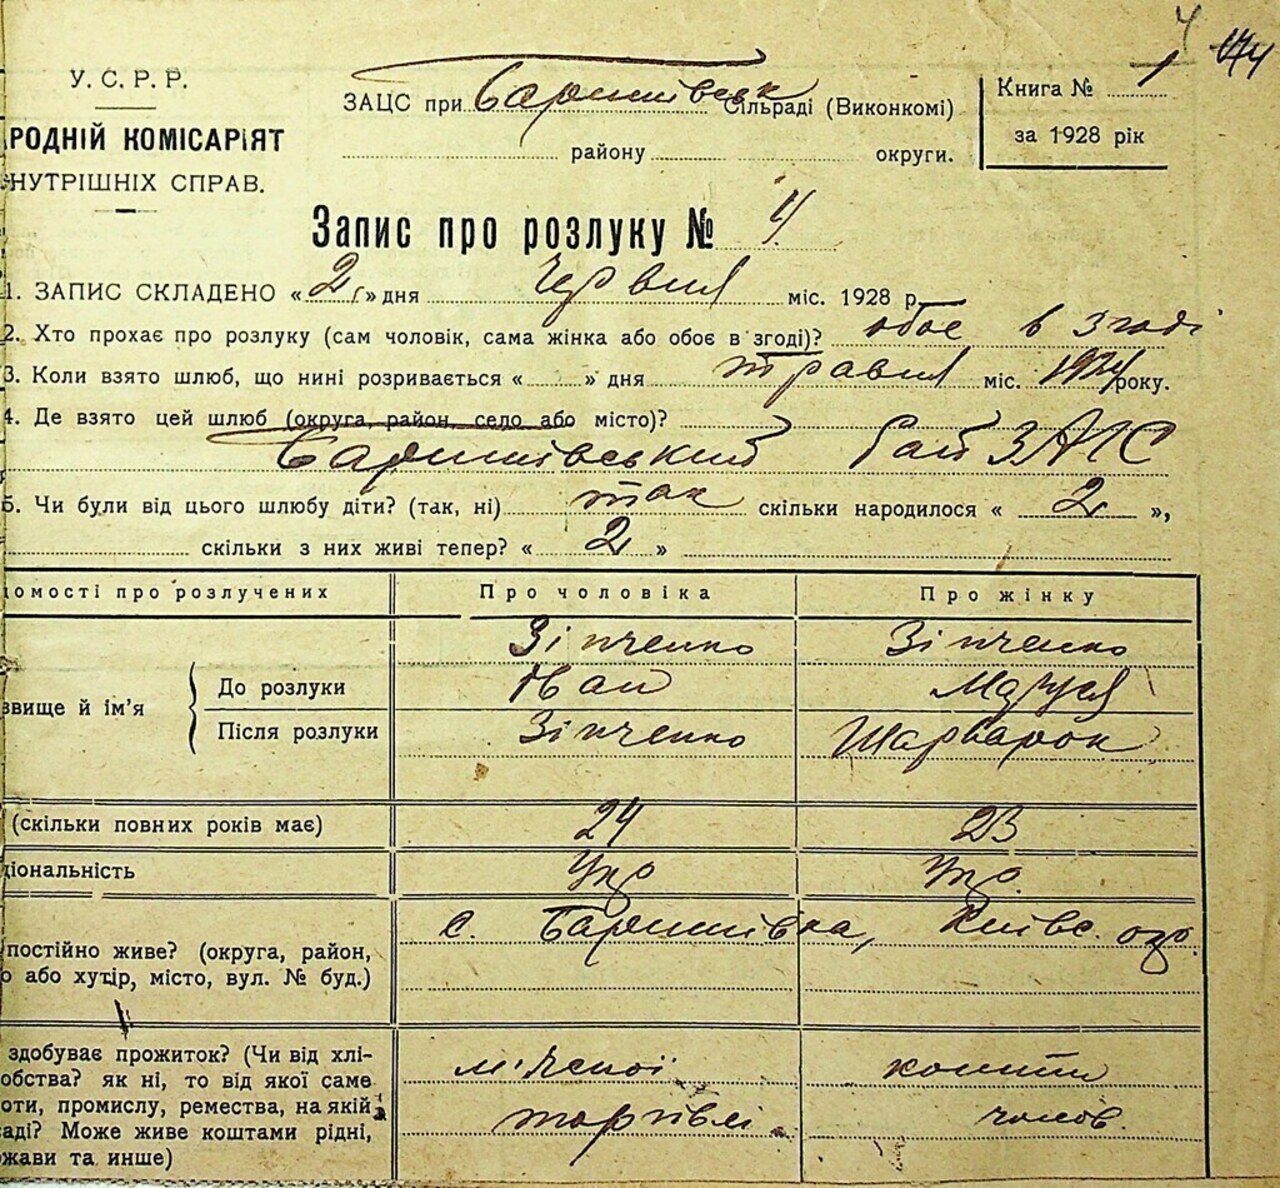 У. С. Р. Р.
РОДНІЙ КОМІСАРІЯТ
НУТРІШНІХ СПРАВ.
ЗАЦС при Баришівськ Сільраді (Виконкомі)
району округи.
Книга № 1
за 1928 рік
Запис про розлуку № 4
1. ЗАПИС СКЛАДЕНО « 2 » дня Червня міс. 1928 р.
2. Хто прохає про розлуку (сам чоловік, сама жінка або обоє в згоді)? обоє в згоді
3. Коли взято шлюб, що нині розривається « » дня травня міс. 1924 року.
4. Де взято цей шлюб (округа, район, село або місто)?
Баришівський Рай ЗАГС
5. Чи були від цього шлюбу діти? (так, ні) так скільки народилося « 2 »,
скільки з них живі тепер? « 2 »
омості про розлучених Про чоловіка Про жінку
Зінченко Зінченко
звище й ім'я До розлуки Іван Маруся
Після розлуки Зінченко Шарварок
(скільки повних років має) 24 23
ціональність Укр Укр.
с. Баришівка, Київс. окр.
постійно живе? (округа, район,
о або хутір, місто, вул. № буд.)
здобуває прожиток? (Чи від хлі-
обства? як ні, то від якої саме
оти, промислу, ремества, на якій
аді? Може живе коштами рідні,
жави та инше)
торгівлі
кошти
чолов.